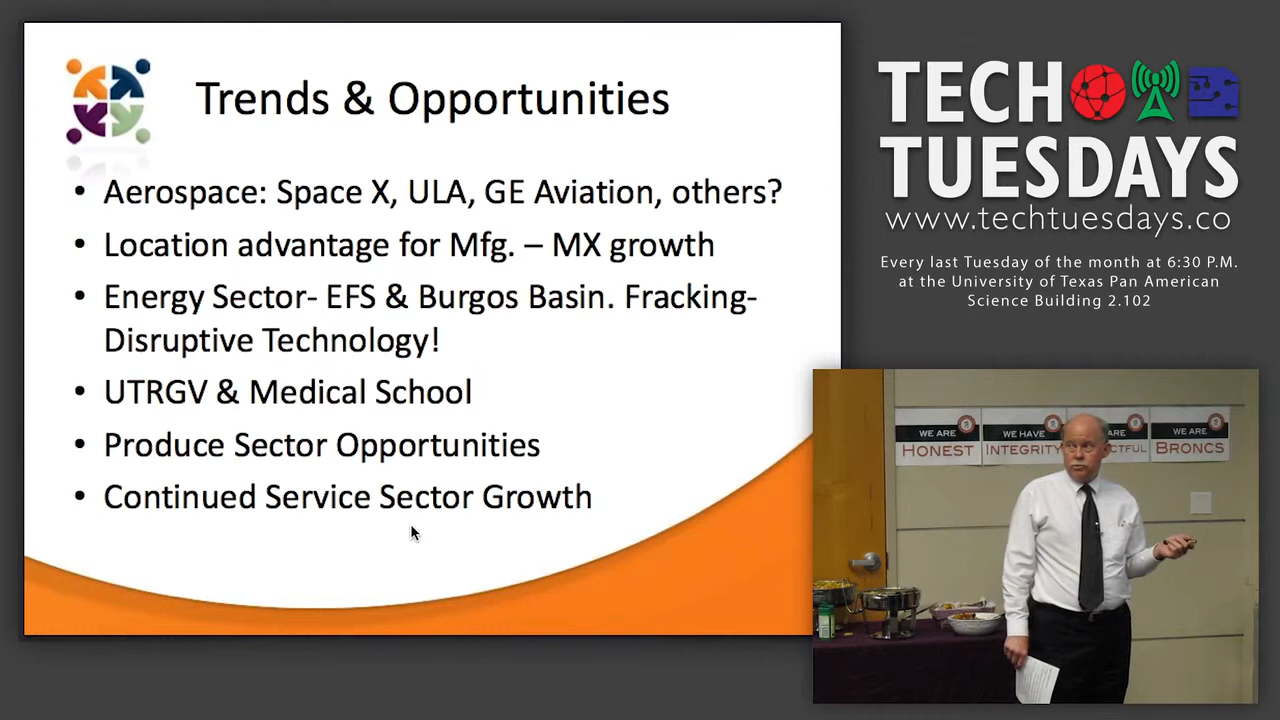 Trends & Opportunities
• Aerospace: Space X, ULA, GE Aviation, others?
• Location advantage for Mfg. – MX growth
• Energy Sector- EFS & Burgos Basin. Fracking-
Disruptive Technology!
• UTRGV & Medical School
• Produce Sector Opportunities
• Continued Service Sector Growth
TECH
TUESDAYS
www.techtuesdays.co
Every last Tuesday of the month at 6:30 P.M.
at the University of Texas Pan American
Science Building 2.102
WE ARE
HONEST
WE HAVE
INTEGRITY
ARE
CTFUL
WE ARE
BRONCS